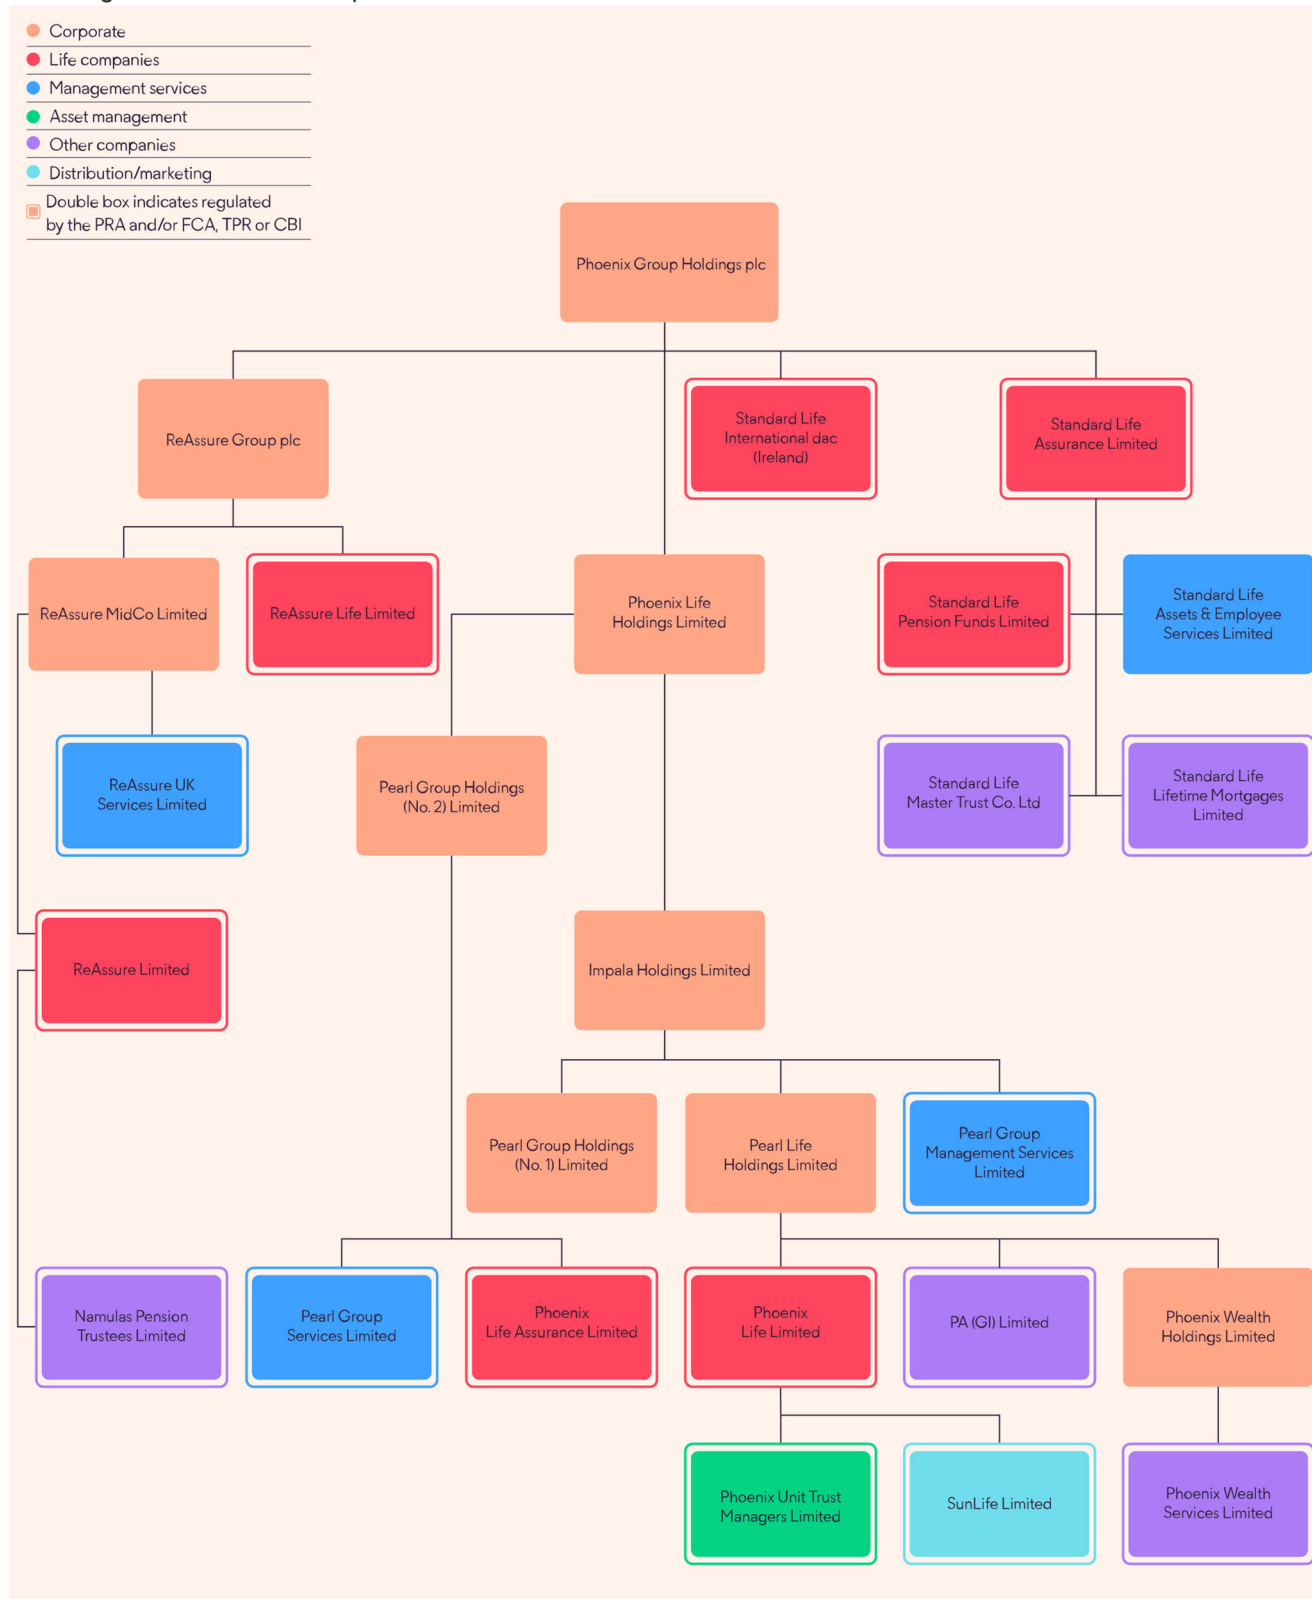 Corporate
Life companies
Management services
Asset management
Other companies
Distribution/marketing
Double box indicates regulated
by the PRA and/or FCA, TPR or CBI
Phoenix Group Holdings plc
ReAssure Group plc
Standard Life
International dac
(Ireland)
Standard Life
Assurance Limited
ReAssure MidCo Limited
ReAssure Life Limited
Phoenix Life
Holdings Limited
Standard Life
Pension Funds Limited
Standard Life
Assets & Employee
Services Limited
ReAssure UK
Services Limited
Pearl Group Holdings
(No. 2) Limited
Standard Life
Master Trust Co. Ltd
Standard Life
Lifetime Mortgages
Limited
ReAssure Limited
Impala Holdings Limited
Pearl Group Holdings
(No. 1) Limited
Pearl Life
Holdings Limited
Pearl Group
Management Services
Limited
Namulas Pension
Trustees Limited
Pearl Group
Services Limited
Phoenix
Life Assurance Limited
Phoenix
Life Limited
PA (GI) Limited
Phoenix Wealth
Holdings Limited
Phoenix Unit Trust
Managers Limited
SunLife Limited
Phoenix Wealth
Services Limited